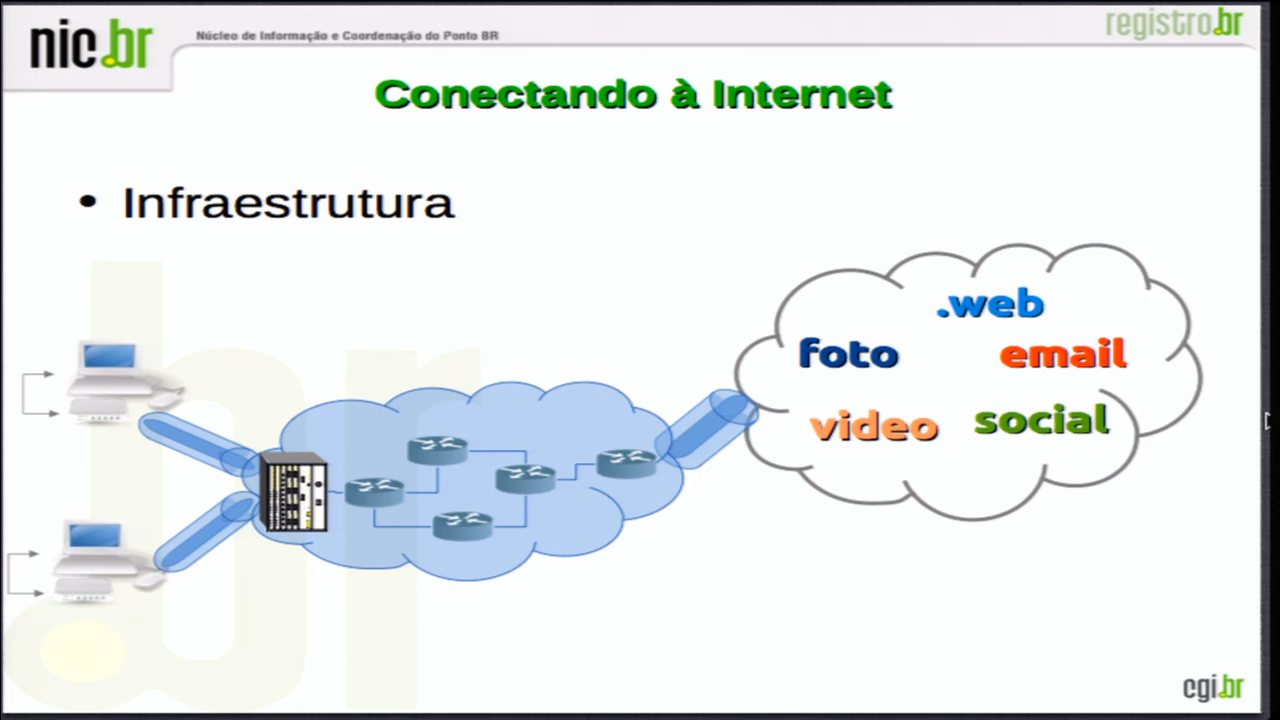 nic.br
Núcleo de Informação e Coordenação do Ponto BR
registro.br
Conectando à Internet
• Infraestrutura
.web
foto
email
video
social
cgi.br
br